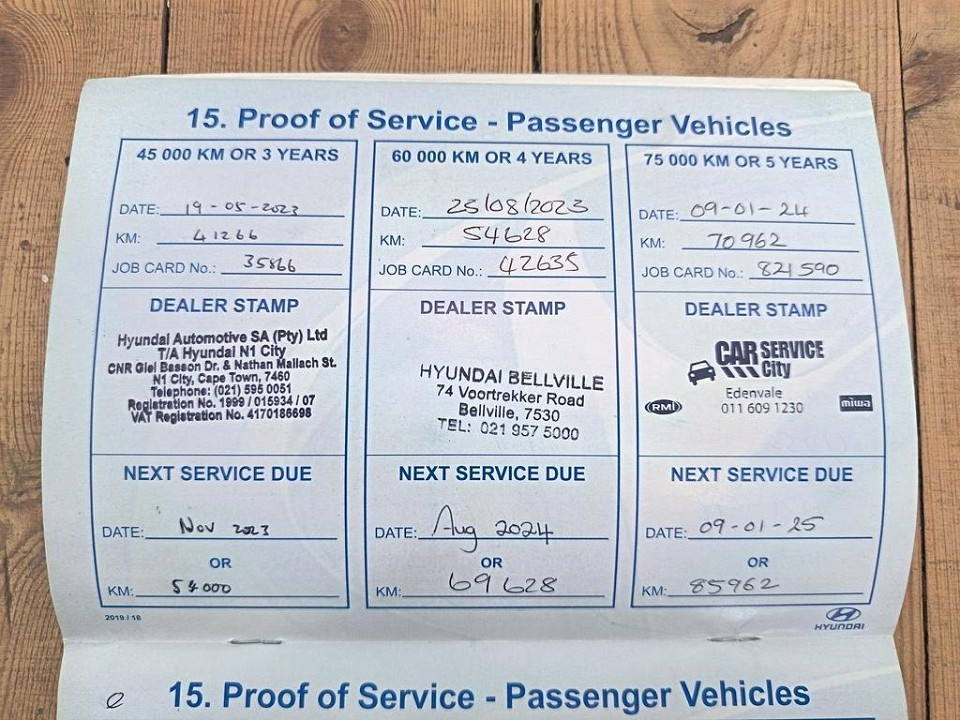 15. Proof of Service - Passenger Vehicles
45 000 KM OR 3 YEARS
DATE: 19-05-2023
KM: 41266
JOB CARD No.: 35866
DEALER STAMP
Hyundai Automotive SA (Pty) Ltd
T/A Hyundai N1 City
CNR Giel Basson Dr. & Nathan Mallach St.
N1 City, Cape Town, 7460
Telephone: (021) 595 0051
Registration No. 1999 / 015934 / 07
VAT Registration No. 4170186698
NEXT SERVICE DUE
DATE: Nov 2023
OR
KM: 54000
2019 / 16
60 000 KM OR 4 YEARS
DATE: 25/08/2023
KM: 54628
JOB CARD No.: 42635
DEALER STAMP
HYUNDAI BELLVILLE
74 Voortrekker Road
Bellville, 7530
TEL: 021 957 5000
NEXT SERVICE DUE
DATE: Aug 2024
OR
KM: 69628
75 000 KM OR 5 YEARS
DATE: 09-01-24
KM: 70962
JOB CARD No.: 821590
DEALER STAMP
CAR SERVICE
City
Edenvale
RMI
011 609 1230
miwa
NEXT SERVICE DUE
DATE: 09-01-25
OR
KM: 85962
HYUNDAI
15. Proof of Service - Passenger Vehicles